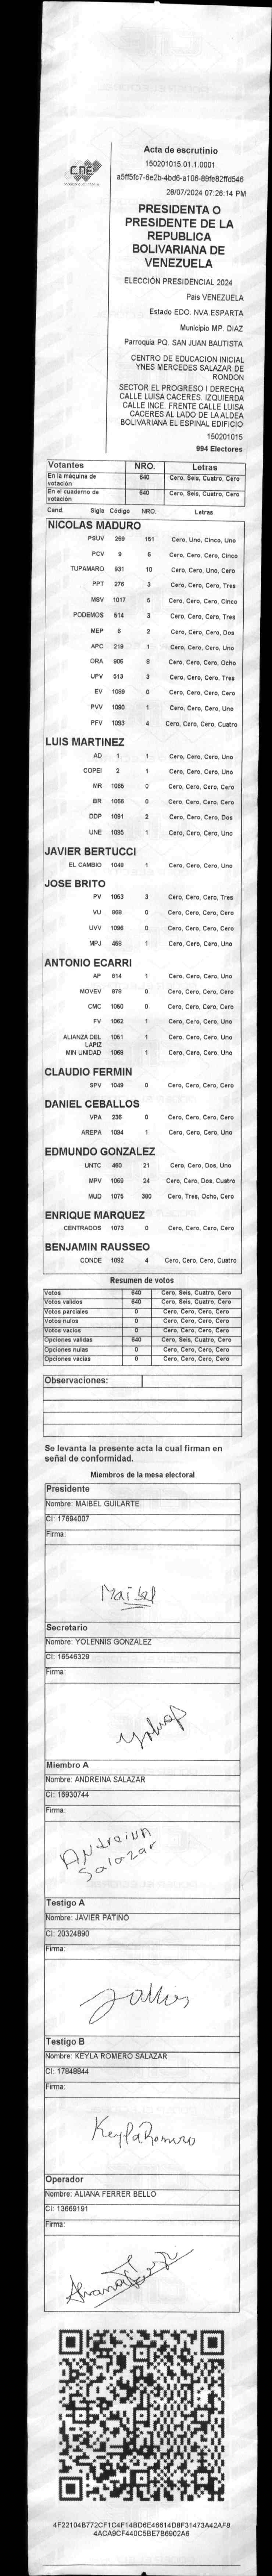 CNE
Acta de escrutinio
150201015.01.1.0001
a5ff5fc7-6e2b-4bd6-a106-89fe82ffd546
28/07/2024 07:26:14 PM
PRESIDENTA O
PRESIDENTE DE LA
REPUBLICA
BOLIVARIANA DE
VENEZUELA
ELECCIÓN PRESIDENCIAL 2024
Pais VENEZUELA
Estado EDO. NVA.ESPARTA
Municipio MP. DIAZ
Parroquia PQ. SAN JUAN BAUTISTA
CENTRO DE EDUCACION INICIAL
YNES MERCEDES SALAZAR DE
RONDON
SECTOR EL PROGRESO I DERECHA
CALLE LUISA CACERES. IZQUIERDA
CALLE INCE. FRENTE CALLE LUISA
CACERES AL LADO DE LA ALDEA
BOLIVARIANA EL ESPINAL EDIFICIO
150201015
994 Electores
Votantes NRO. Letras
En la máquina de votación 640 Cero, Seis, Cuatro, Cero
En el cuaderno de votación 640 Cero, Seis, Cuatro, Cero
Cand. Sigla Código NRO. Letras
NICOLAS MADURO
PSUV 269 151 Cero, Uno, Cinco, Uno
PCV 9 5 Cero, Cero, Cero, Cinco
TUPAMARO 931 10 Cero, Cero, Uno, Cero
PPT 276 3 Cero, Cero, Cero, Tres
MSV 1017 5 Cero, Cero, Cero, Cinco
PODEMOS 514 3 Cero, Cero, Cero, Tres
MEP 6 2 Cero, Cero, Cero, Dos
APC 218 1 Cero, Cero, Cero, Uno
ORA 906 8 Cero, Cero, Cero, Ocho
UPV 513 3 Cero, Cero, Cero, Tres
EV 1089 0 Cero, Cero, Cero, Cero
PVV 1090 1 Cero, Cero, Cero, Uno
PFV 1093 4 Cero, Cero, Cero, Cuatro
LUIS MARTINEZ
AD 1 1 Cero, Cero, Cero, Uno
COPEI 2 1 Cero, Cero, Cero, Uno
MR 1065 0 Cero, Cero, Cero, Cero
BR 1066 0 Cero, Cero, Cero, Cero
DDP 1091 2 Cero, Cero, Cero, Dos
UNE 1095 1 Cero, Cero, Cero, Uno
JAVIER BERTUCCI
EL CAMBIO 1048 1 Cero, Cero, Cero, Uno
JOSE BRITO
PV 1053 3 Cero, Cero, Cero, Tres
VU 868 0 Cero, Cero, Cero, Cero
UVV 1096 0 Cero, Cero, Cero, Cero
MPJ 458 1 Cero, Cero, Cero, Uno
ANTONIO ECARRI
AP 814 1 Cero, Cero, Cero, Uno
MOVEV 878 0 Cero, Cero, Cero, Cero
CMC 1050 0 Cero, Cero, Cero, Cero
FV 1062 1 Cero, Cero, Cero, Uno
ALIANZA DEL LAPIZ 1051 1 Cero, Cero, Cero, Uno
MIN UNIDAD 1068 1 Cero, Cero, Cero, Uno
CLAUDIO FERMIN
SPV 1049 0 Cero, Cero, Cero, Cero
DANIEL CEBALLOS
VPA 236 0 Cero, Cero, Cero, Cero
AREPA 1094 1 Cero, Cero, Cero, Uno
EDMUNDO GONZALEZ
UNTC 460 21 Cero, Cero, Dos, Uno
MPV 1069 24 Cero, Cero, Dos, Cuatro
MUD 1075 380 Cero, Tres, Ocho, Cero
ENRIQUE MARQUEZ
CENTRADOS 1073 0 Cero, Cero, Cero, Cero
BENJAMIN RAUSSEO
CONDE 1092 4 Cero, Cero, Cero, Cuatro
Resumen de votos
Votos 640 Cero, Seis, Cuatro, Cero
Votos validos 640 Cero, Seis, Cuatro, Cero
Votos parciales 0 Cero, Cero, Cero, Cero
Votos nulos 0 Cero, Cero, Cero, Cero
Votos vacios 0 Cero, Cero, Cero, Cero
Opciones validas 640 Cero, Seis, Cuatro, Cero
Opciones nulas 0 Cero, Cero, Cero, Cero
Opciones vacias 0 Cero, Cero, Cero, Cero
Observaciones:
Se levanta la presente acta la cual firman en
señal de conformidad.
Miembros de la mesa electoral
Presidente
Nombre: MAIBEL GUILARTE
CI: 17694007
Firma:
Maibel
Secretario
Nombre: YOLENNIS GONZALEZ
CI: 16546329
Firma:
Miembro A
Nombre: ANDREINA SALAZAR
CI: 16930744
Firma:
Andreina
Salazar
Testigo A
Nombre: JAVIER PATIÑO
CI: 20324890
Firma:
Testigo B
Nombre: KEYLA ROMERO SALAZAR
CI: 17848844
Firma:
Keyla Romero
Operador
Nombre: ALIANA FERRER BELLO
CI: 13669191
Firma:
4F22104B772CF1C4F14BD6E46614D8F31473A42AF8
4ACA9CF440C5BE7B6902A6